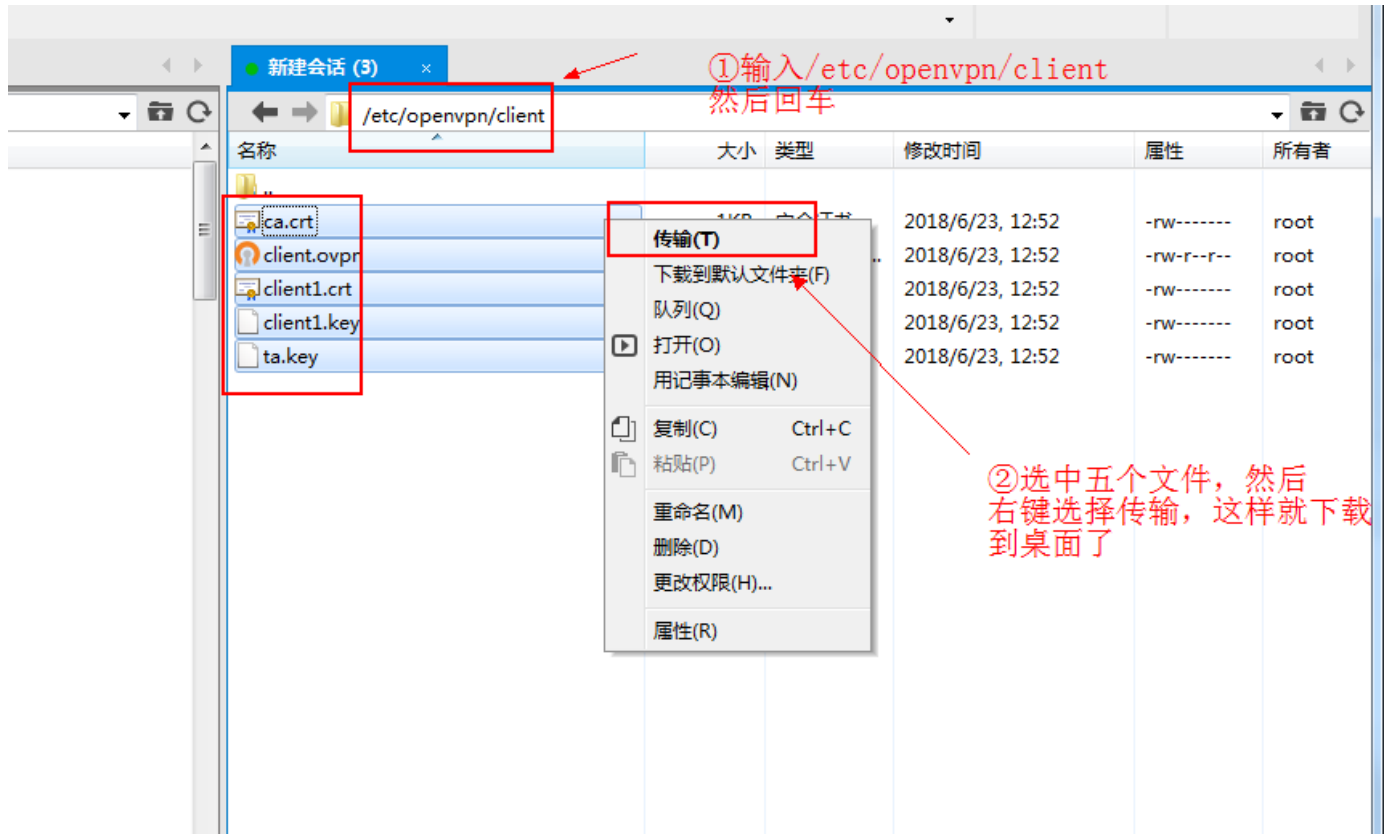 新建会话 (3) ×
①输入/etc/openvpn/client
然后回车
/etc/openvpn/client
名称 大小 类型 修改时间 属性 所有者
..
ca.crt 1KB 安全证书 2018/6/23, 12:52 -rw------- root
client.ovpn .. 2018/6/23, 12:52 -rw-r--r-- root
client1.crt 2018/6/23, 12:52 -rw------- root
client1.key 2018/6/23, 12:52 -rw------- root
ta.key 2018/6/23, 12:52 -rw------- root
传输(T)
下载到默认文件夹(F)
队列(Q)
打开(O)
用记事本编辑(N)
复制(C) Ctrl+C
粘贴(P) Ctrl+V
重命名(M)
删除(D)
更改权限(H)...
属性(R)
②选中五个文件，然后
右键选择传输，这样就下载
到桌面了